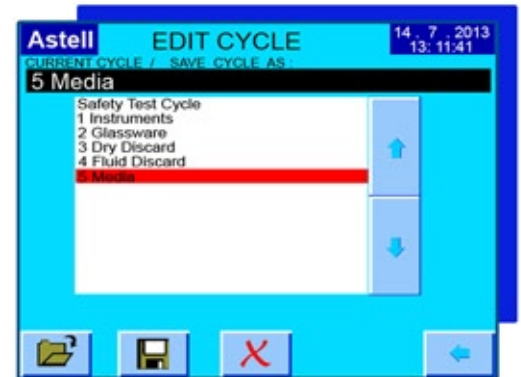 Astell EDIT CYCLE 14 . 7 . 2013
13: 11:41
CURRENT CYCLE / SAVE CYCLE AS :
5 Media
Safety Test Cycle
1 Instruments
2 Glassware
3 Dry Discard
4 Fluid Discard
5 Media